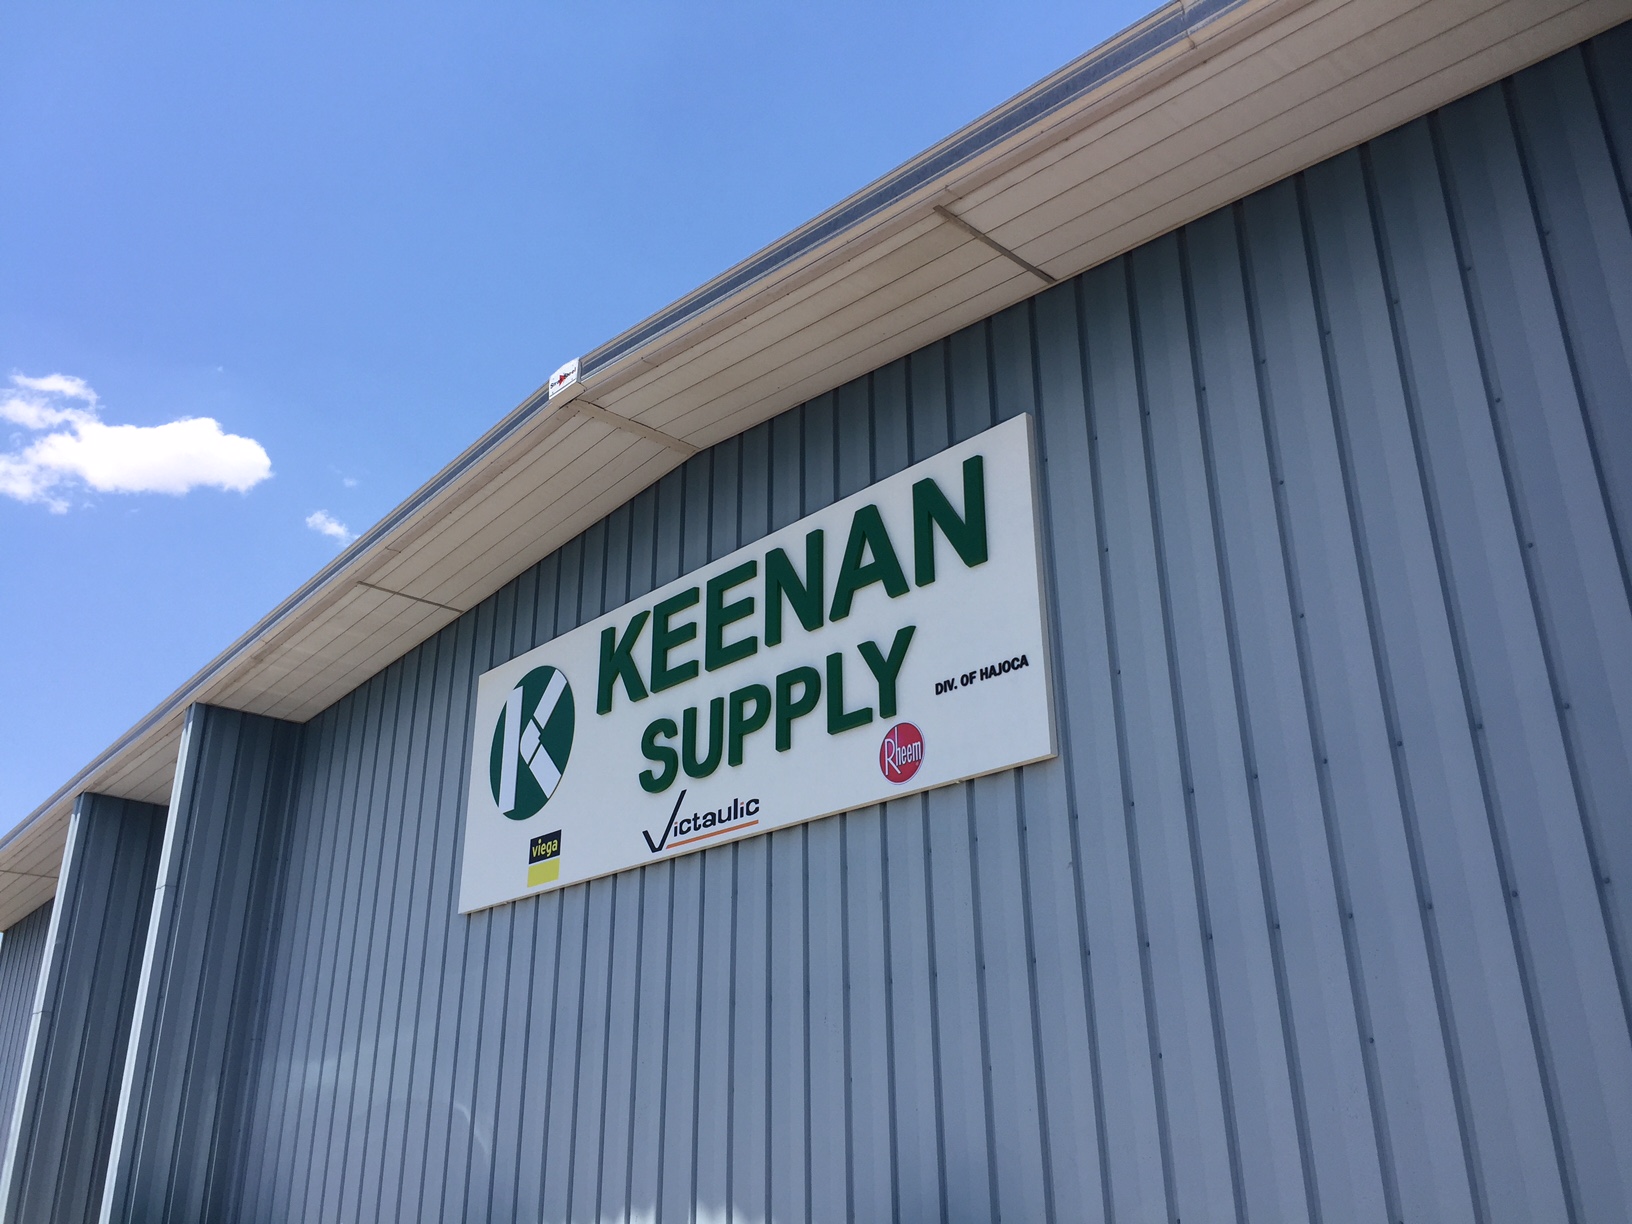 KEENAN
SUPPLY
DIV. OF HAJOCA
Rheem
Victaulic
viega